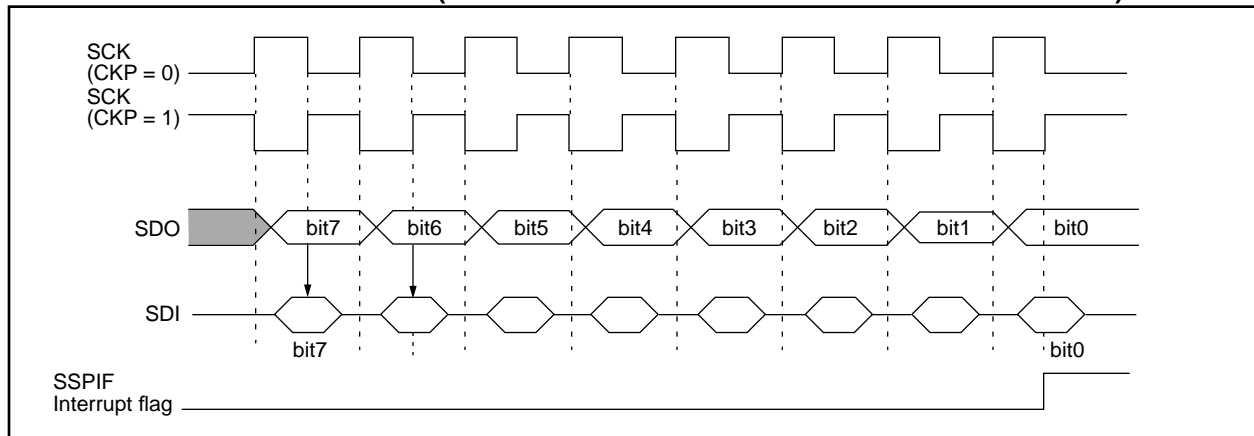 SCK
(CKP = 0)
SCK
(CKP = 1)
SDO
bit7
bit6
bit5
bit4
bit3
bit2
bit1
bit0
SDI
bit7
bit0
SSPIF
Interrupt flag